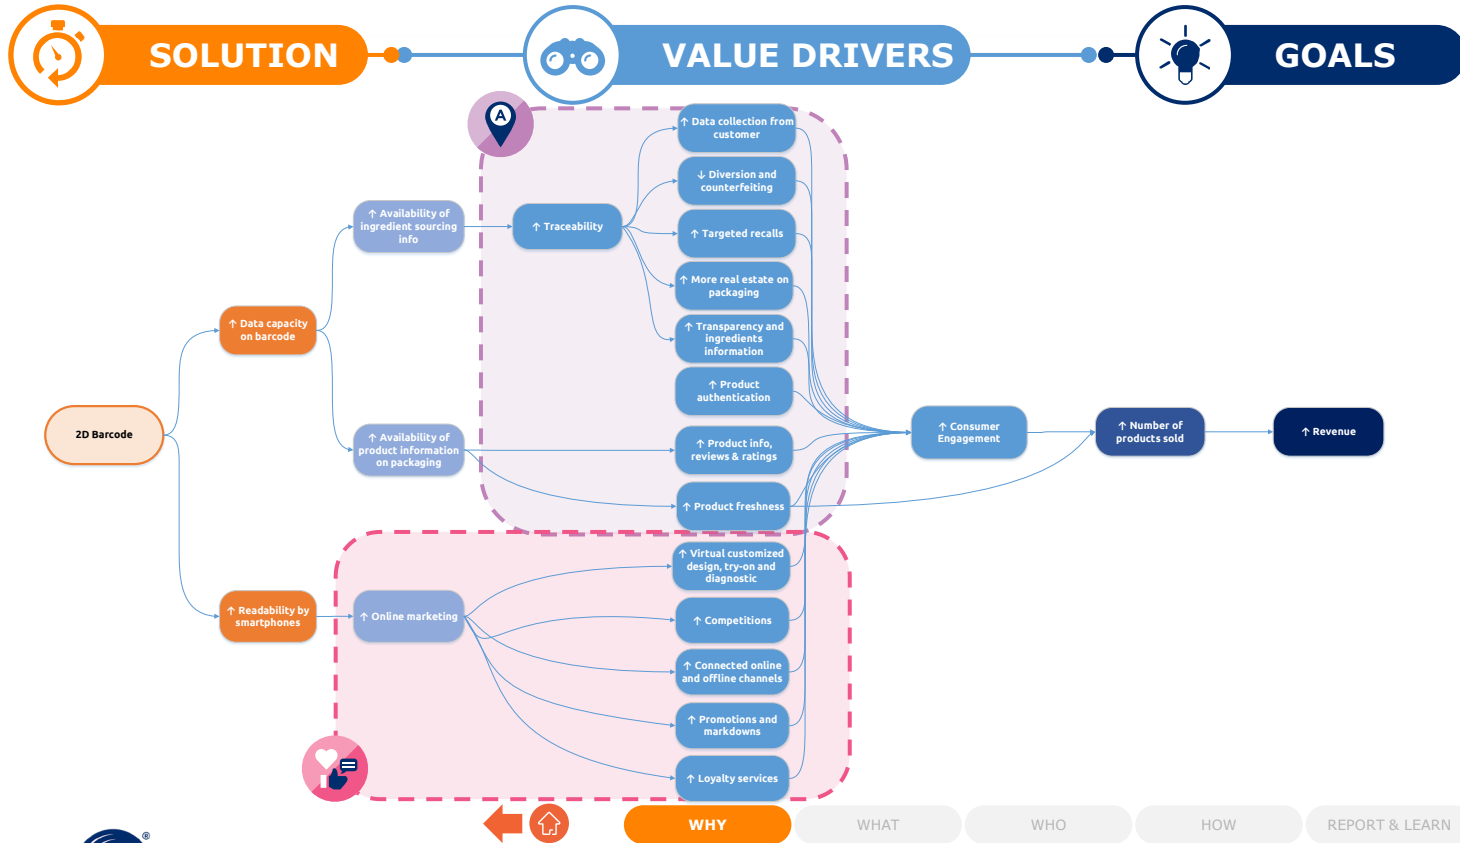 SOLUTION
VALUE DRIVERS
GOALS
A
↑ Data collection from
customer
↓ Diversion and
counterfeiting
↑ Availability of
ingredient sourcing
info
↑ Traceability
↑ Targeted recalls
↑ More real estate on
packaging
↑ Data capacity
on barcode
↑ Transparency and
ingredients
information
↑ Product
authentication
2D Barcode
↑ Availability of
product information
on packaging
↑ Product info,
reviews & ratings
↑ Consumer
Engagement
↑ Number of
products sold
↑ Revenue
↑ Product freshness
↑ Virtual customized
design, try-on and
diagnostic
↑ Readability by
smartphones
↑ Online marketing
↑ Competitions
↑ Connected online
and offline channels
↑ Promotions and
markdowns
↑ Loyalty services
WHY
WHAT
WHO
HOW
REPORT & LEARN
®